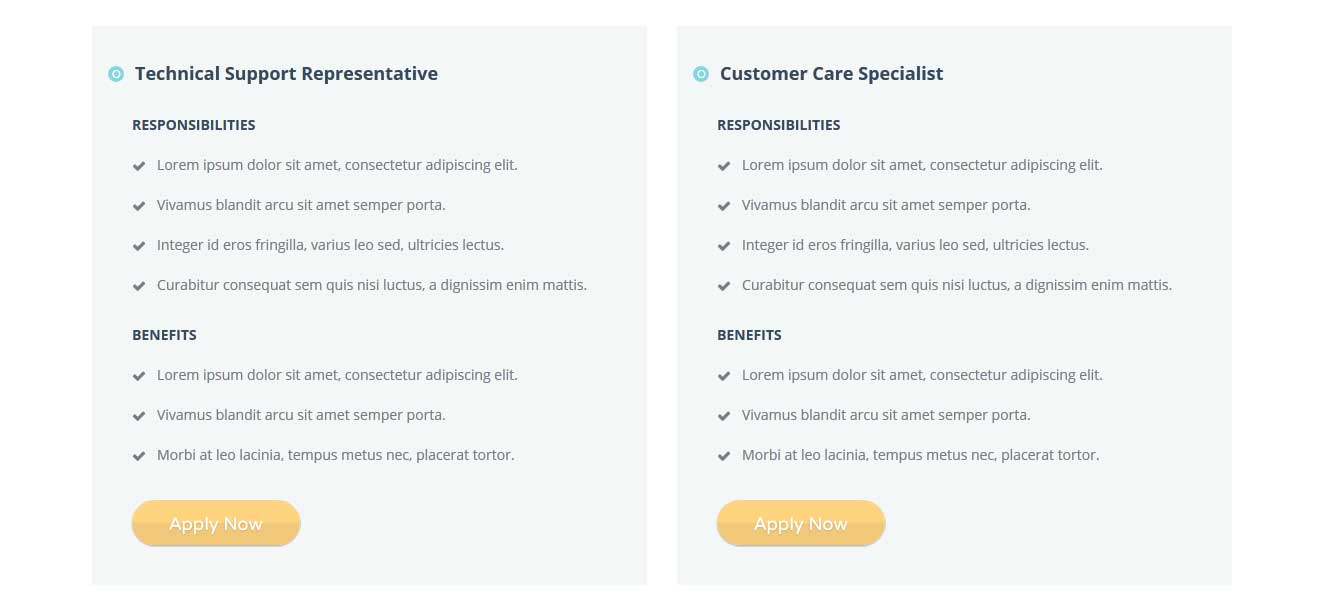 Technical Support Representative
RESPONSIBILITIES
Lorem ipsum dolor sit amet, consectetur adipiscing elit.
Vivamus blandit arcu sit amet semper porta.
Integer id eros fringilla, varius leo sed, ultricies lectus.
Curabitur consequat sem quis nisi luctus, a dignissim enim mattis.
BENEFITS
Lorem ipsum dolor sit amet, consectetur adipiscing elit.
Vivamus blandit arcu sit amet semper porta.
Morbi at leo lacinia, tempus metus nec, placerat tortor.
Apply Now
Customer Care Specialist
RESPONSIBILITIES
Lorem ipsum dolor sit amet, consectetur adipiscing elit.
Vivamus blandit arcu sit amet semper porta.
Integer id eros fringilla, varius leo sed, ultricies lectus.
Curabitur consequat sem quis nisi luctus, a dignissim enim mattis.
BENEFITS
Lorem ipsum dolor sit amet, consectetur adipiscing elit.
Vivamus blandit arcu sit amet semper porta.
Morbi at leo lacinia, tempus metus nec, placerat tortor.
Apply Now